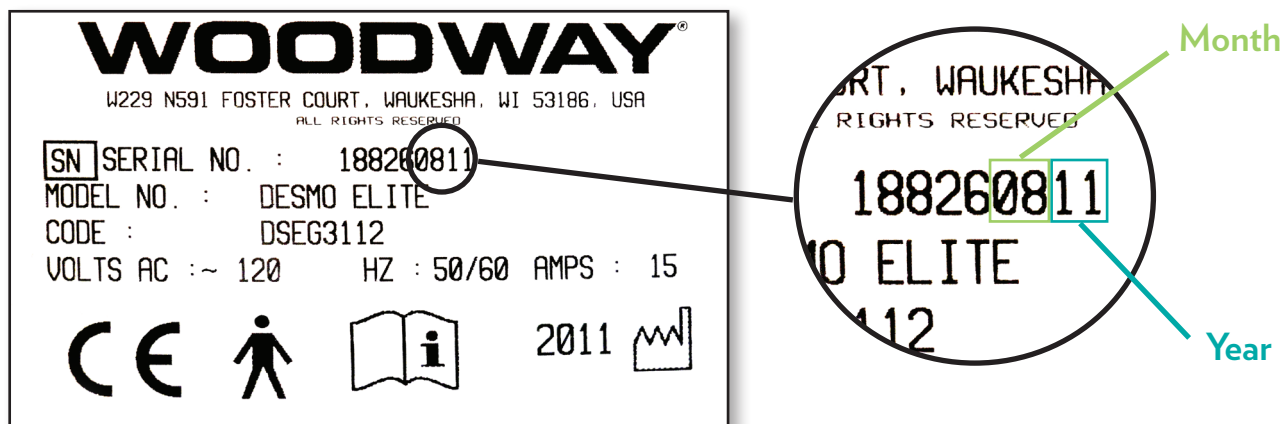 WOODWAY®
W229 N591 FOSTER COURT, WAUKESHA, WI 53186, USA
ALL RIGHTS RESERVED
SN SERIAL NO. : 188260811
MODEL NO. : DESMO ELITE
CODE : DSEG3112
VOLTS AC :~ 120 HZ : 50/60 AMPS : 15
CE i 2011
Month
RT, WAUKESHA
RIGHTS RESERVED
188260811
O ELITE
112
Year